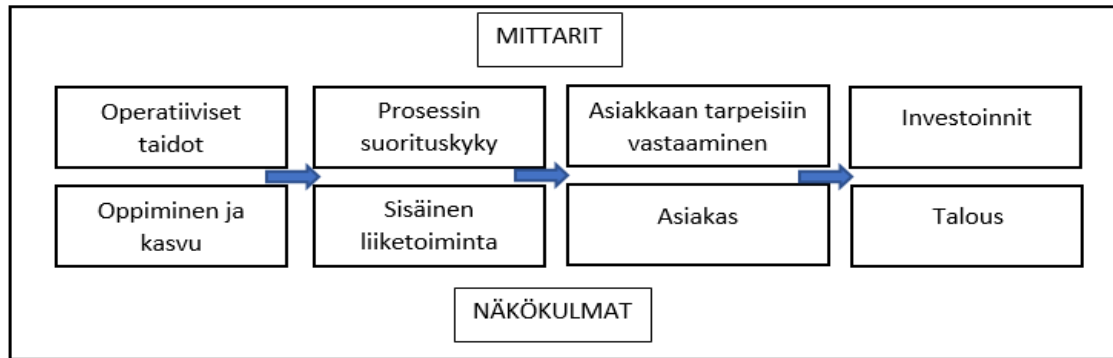 MITTARIT
Operatiiviset
taidot
Prosessin
suorituskyky
Asiakkaan tarpeisiin
vastaaminen
Investoinnit
Oppiminen ja
kasvu
Sisäinen
liiketoiminta
Asiakas
Talous
NÄKÖKULMAT